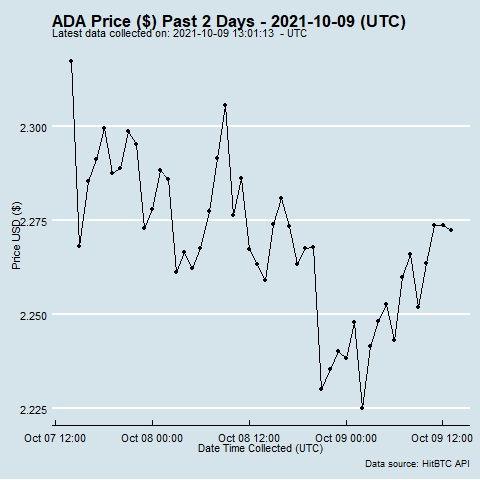 ADA Price ($) Past 2 Days - 2021-10-09 (UTC)
Latest data collected on: 2021-10-09 13:01:13 - UTC
2.300
2.275
2.250
2.225
Price USD ($)
Oct 07 12:00 Oct 08 00:00 Oct 08 12:00 Oct 09 00:00 Oct 09 12:00
Date Time Collected (UTC)
Data source: HitBTC API